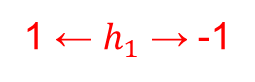 1 ← h₁ → -1